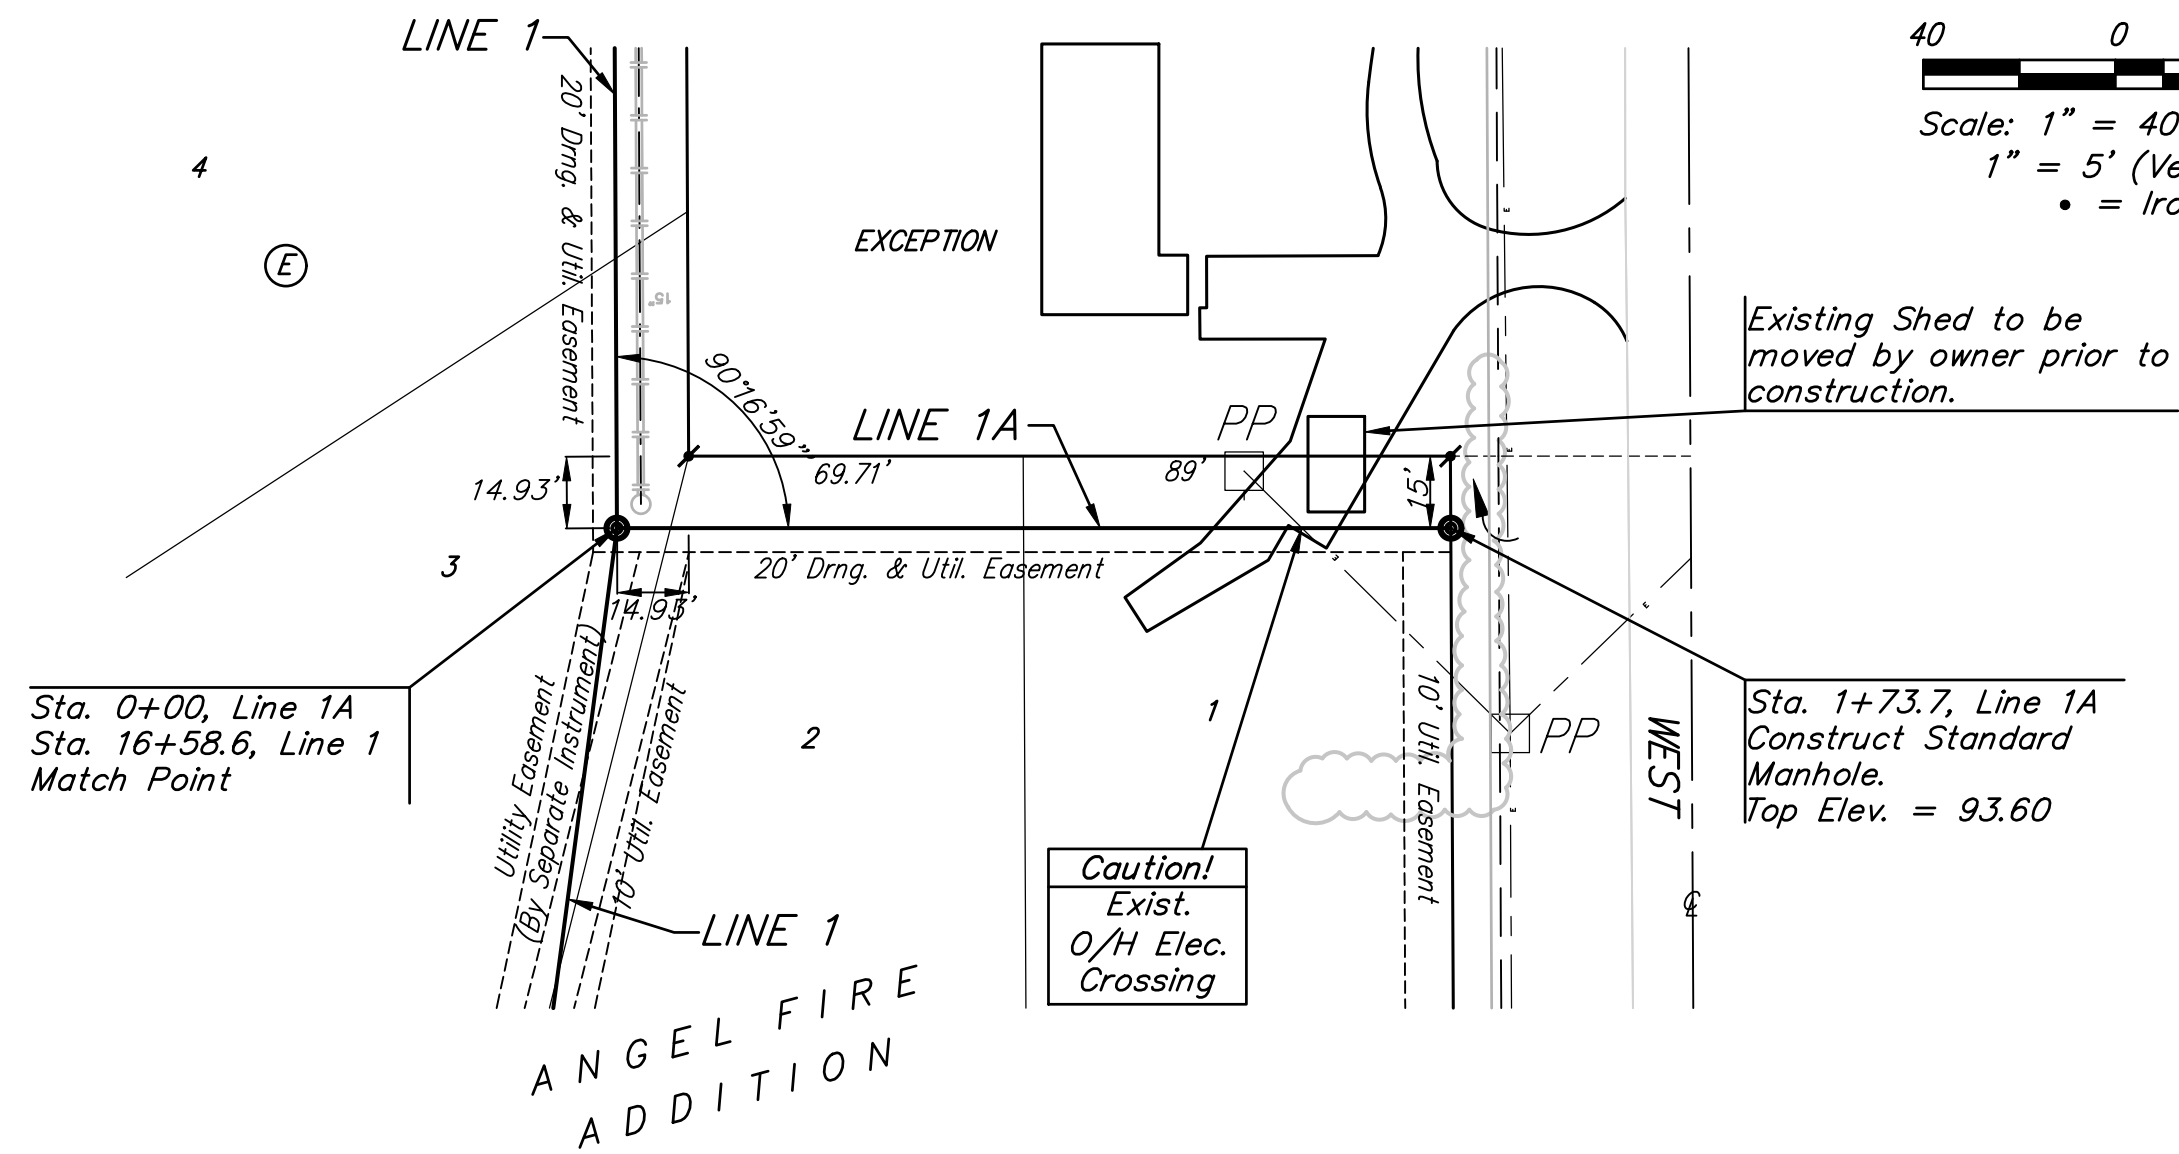 LINE 1
40 0
Scale: 1" = 40
1" = 5' (Ve
• = Iro
4
E
20' Drng. & Util. Easement
15"
EXCEPTION
Existing Shed to be
moved by owner prior to
construction.
90°16'59"
LINE 1A
PP
69.71'
89'
15'
14.93'
3
20' Drng. & Util. Easement
14.93'
Sta. 0+00, Line 1A
Sta. 16+58.6, Line 1
Match Point
Utility Easement
(By Separate Instrument)
10' Util. Easement
2
1
10' Util. Easement
PP
WEST
Sta. 1+73.7, Line 1A
Construct Standard
Manhole.
Top Elev. = 93.60
Caution!
Exist.
O/H Elec.
Crossing
LINE 1
℄
E
E
E
E
ANGEL FIRE
ADDITION